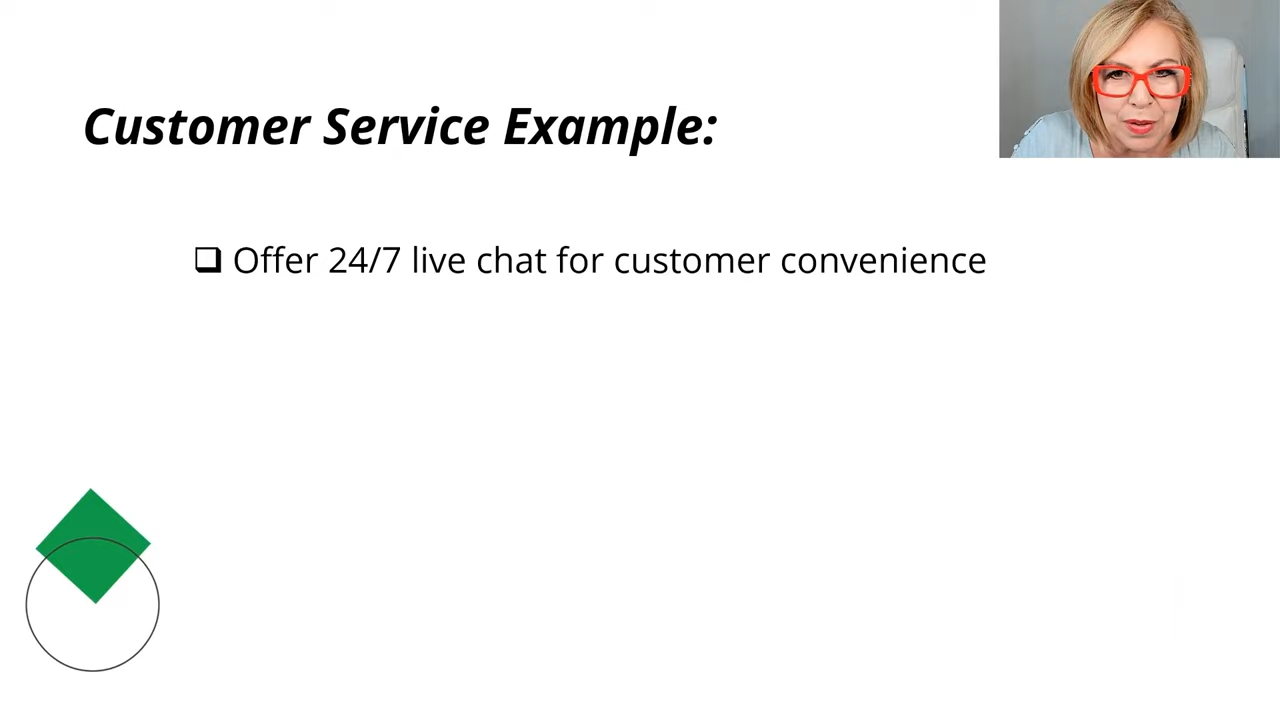 Customer Service Example:
❑ Offer 24/7 live chat for customer convenience